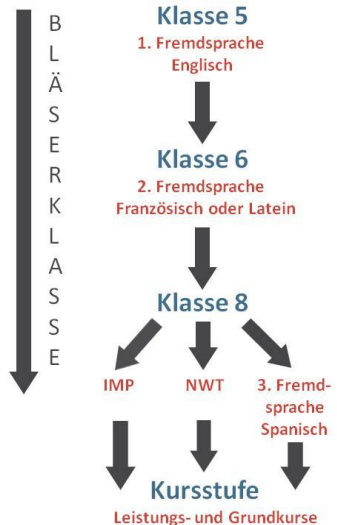 BLÄSERKLASSE
Klasse 5
1. Fremdsprache
Englisch
Klasse 6
2. Fremdsprache
Französisch oder Latein
Klasse 8
IMP
NWT
3. Fremd-
sprache
Spanisch
Kursstufe
Leistungs- und Grundkurse